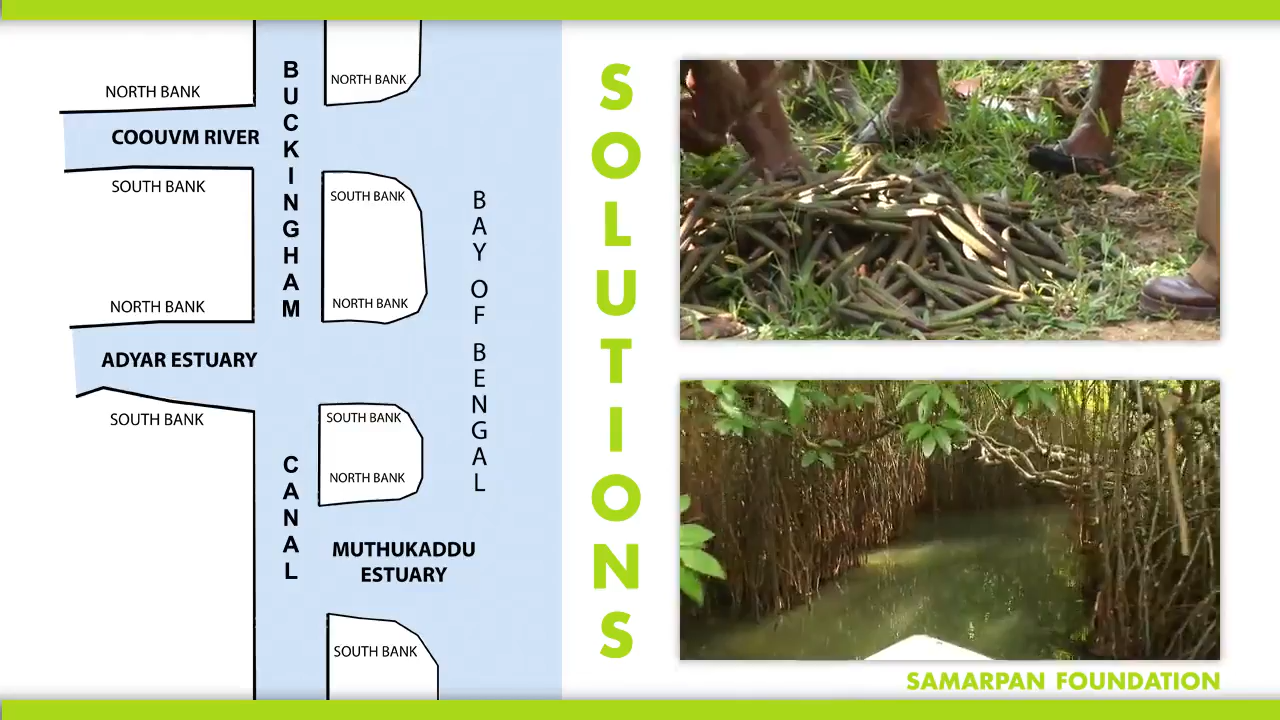 NORTH BANK
COOUVM RIVER
SOUTH BANK
NORTH BANK
ADYAR ESTUARY
SOUTH BANK
BUCKINGHAM
CANAL
NORTH BANK
SOUTH BANK
NORTH BANK
SOUTH BANK
NORTH BANK
MUTHUKADDU
ESTUARY
SOUTH BANK
BAY OF BENGAL
SOLUTIONS
SAMARPAN FOUNDATION